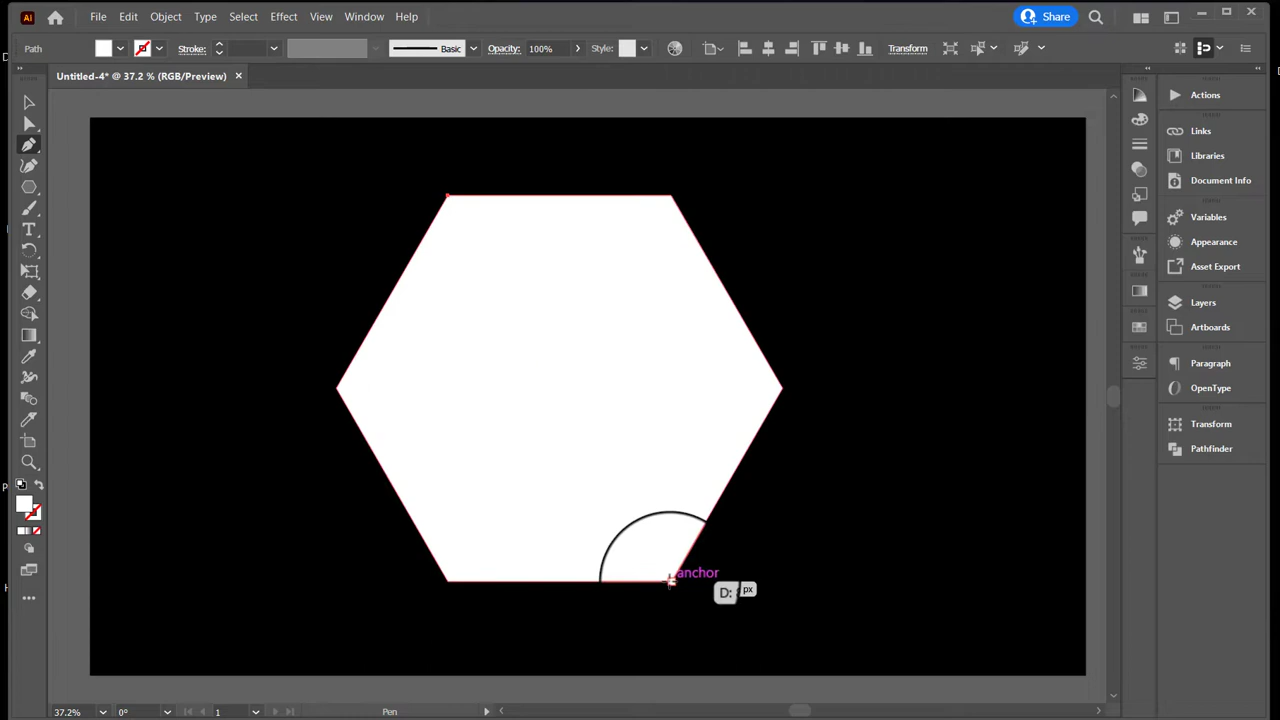 Ai File Edit Object Type Select Effect View Window Help Share
Path Stroke: Basic Opacity: 100% Style: Transform
Untitled-4* @ 37.2 % (RGB/Preview) ×
Actions
Links
Libraries
Document Info
Variables
Appearance
Asset Export
Layers
Artboards
Paragraph
OpenType
Transform
Pathfinder
anchor
D: px
37.2% 0° 1 Pen